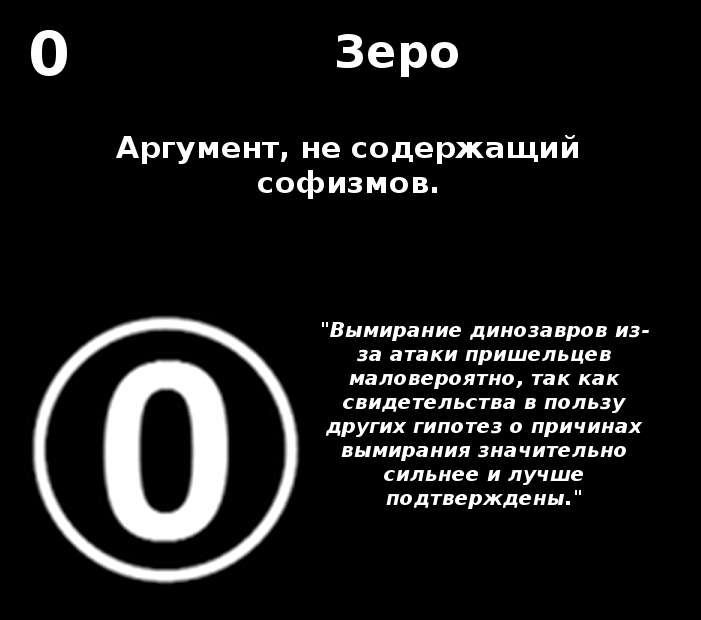 0
Зеро
Аргумент, не содержащий
софизмов.
"Вымирание динозавров из-
за атаки пришельцев
маловероятно, так как
свидетельства в пользу
других гипотез о причинах
вымирания значительно
сильнее и лучше
подтверждены."
0